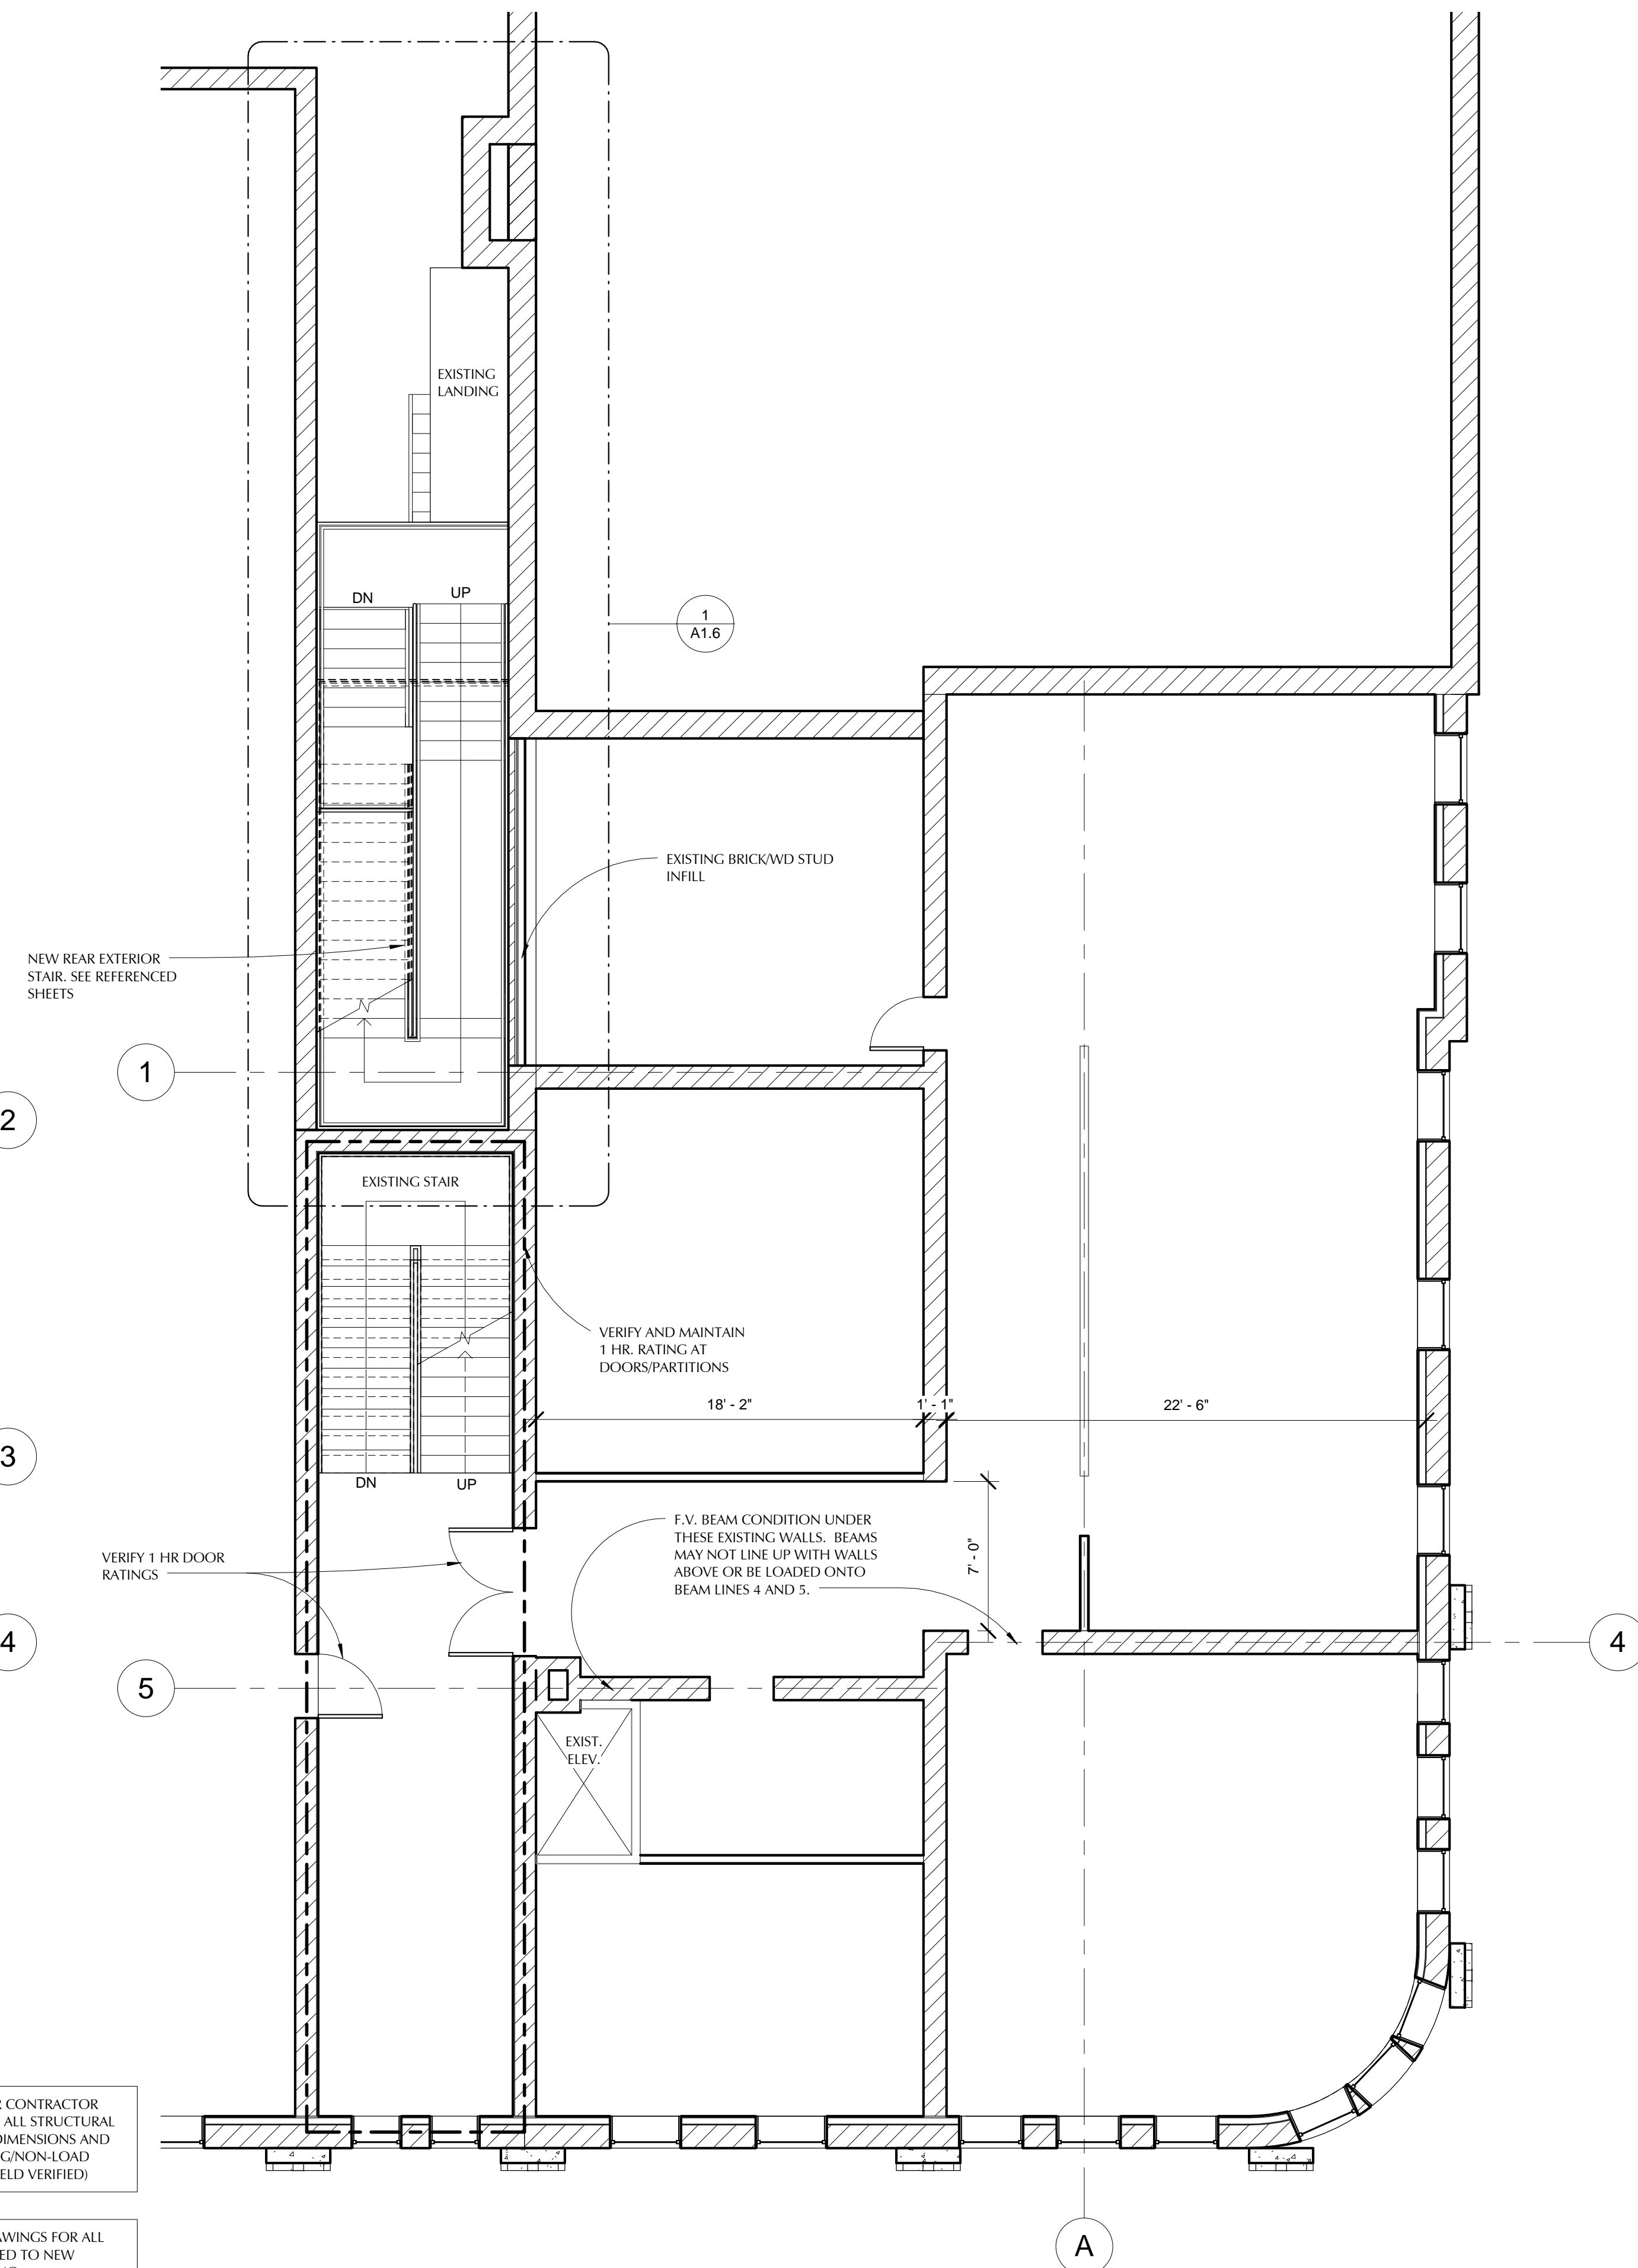 EXISTING
LANDING
DN
UP
1
A1.6
EXISTING BRICK/WD STUD
INFILL
NEW REAR EXTERIOR
STAIR. SEE REFERENCED
SHEETS
1
2
EXISTING STAIR
VERIFY AND MAINTAIN
1 HR. RATING AT
DOORS/PARTITIONS
18' - 2"
1' - 1"
22' - 6"
3
DN
UP
F.V. BEAM CONDITION UNDER
THESE EXISTING WALLS. BEAMS
MAY NOT LINE UP WITH WALLS
ABOVE OR BE LOADED ONTO
BEAM LINES 4 AND 5.
7' - 0"
VERIFY 1 HR DOOR
RATINGS
4
4
5
EXIST.
ELEV.
R CONTRACTOR
ALL STRUCTURAL
DIMENSIONS AND
G/NON-LOAD
ELD VERIFIED)
AWINGS FOR ALL
ED TO NEW
A